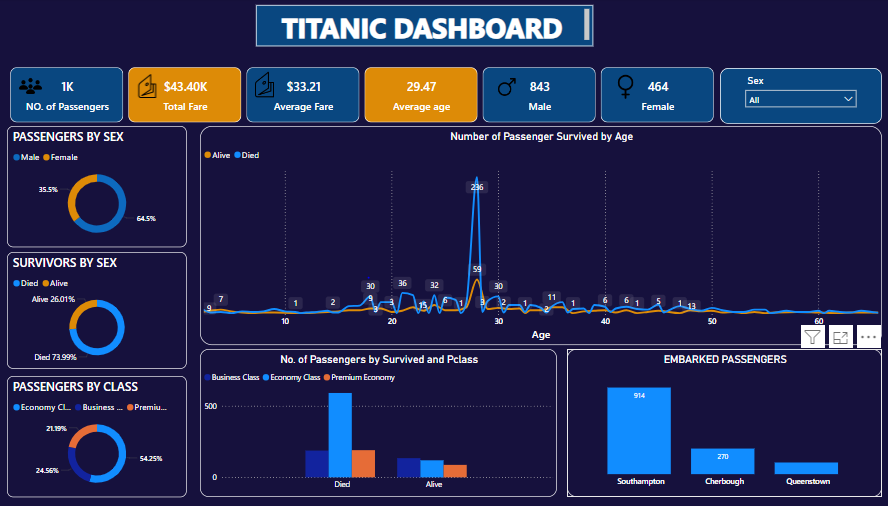 TITANIC DASHBOARD
1K
NO. of Passengers
$43.40K
Total Fare
$33.21
Average Fare
29.47
Average age
843
Male
464
Female
Sex
All
PASSENGERS BY SEX
Male Female
35.5%
64.5%
SURVIVORS BY SEX
Died Alive
Alive 26.01%
Died 73.99%
PASSENGERS BY CLASS
Economy Cl... Business ... Premiu...
21.19%
54.25%
24.56%
Number of Passenger Survived by Age
Alive Died
236
59
30 36 32 30
9 7 1 2 9 3 3 15 6 1 3 2 1 2 11 1 6 6 1 5 1 13
10 20 30 40 50 60
Age
No. of Passengers by Survived and Pclass
Business Class Economy Class Premium Economy
500
0
Died Alive
EMBARKED PASSENGERS
914
270
Southampton Cherbough Queenstown